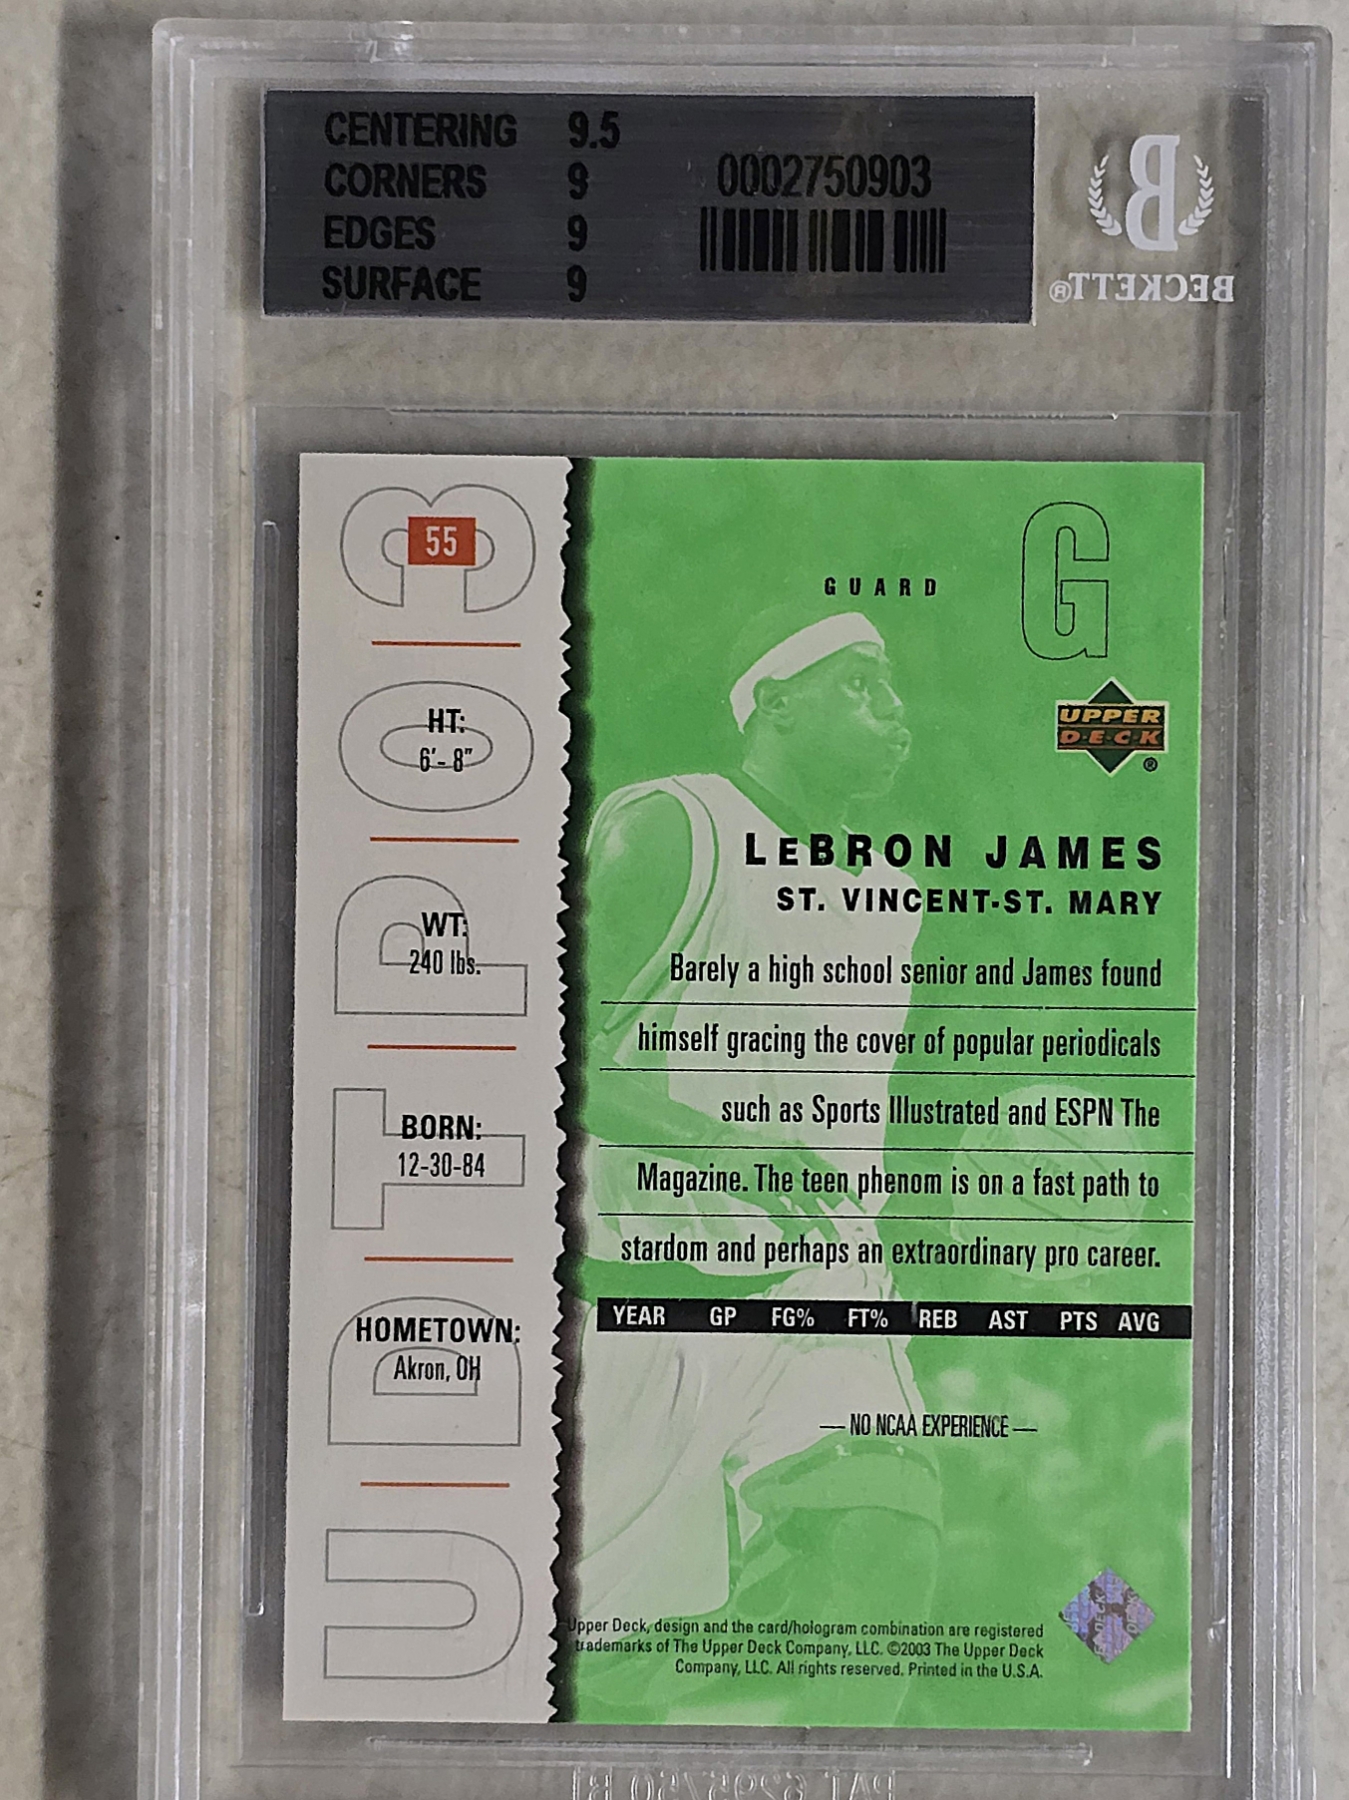 CENTERING 9.5
CORNERS 9
EDGES 9
SURFACE 9
0002750903
B
BECKETT®
55
HT:
6'-8"
WT:
240 lbs.
BORN:
12-30-84
HOMETOWN:
Akron, OH
UD TOP 03
G
GUARD
UPPER
D·E·C·K
®
LEBRON JAMES
ST. VINCENT-ST. MARY
Barely a high school senior and James found
himself gracing the cover of popular periodicals
such as Sports Illustrated and ESPN The
Magazine. The teen phenom is on a fast path to
stardom and perhaps an extraordinary pro career.
YEAR GP FG% FT% REB AST PTS AVG
— NO NCAA EXPERIENCE —
Upper Deck, design and the card/hologram combination are registered
trademarks of The Upper Deck Company, LLC. ©2003 The Upper Deck
Company, LLC. All rights reserved. Printed in the U.S.A.